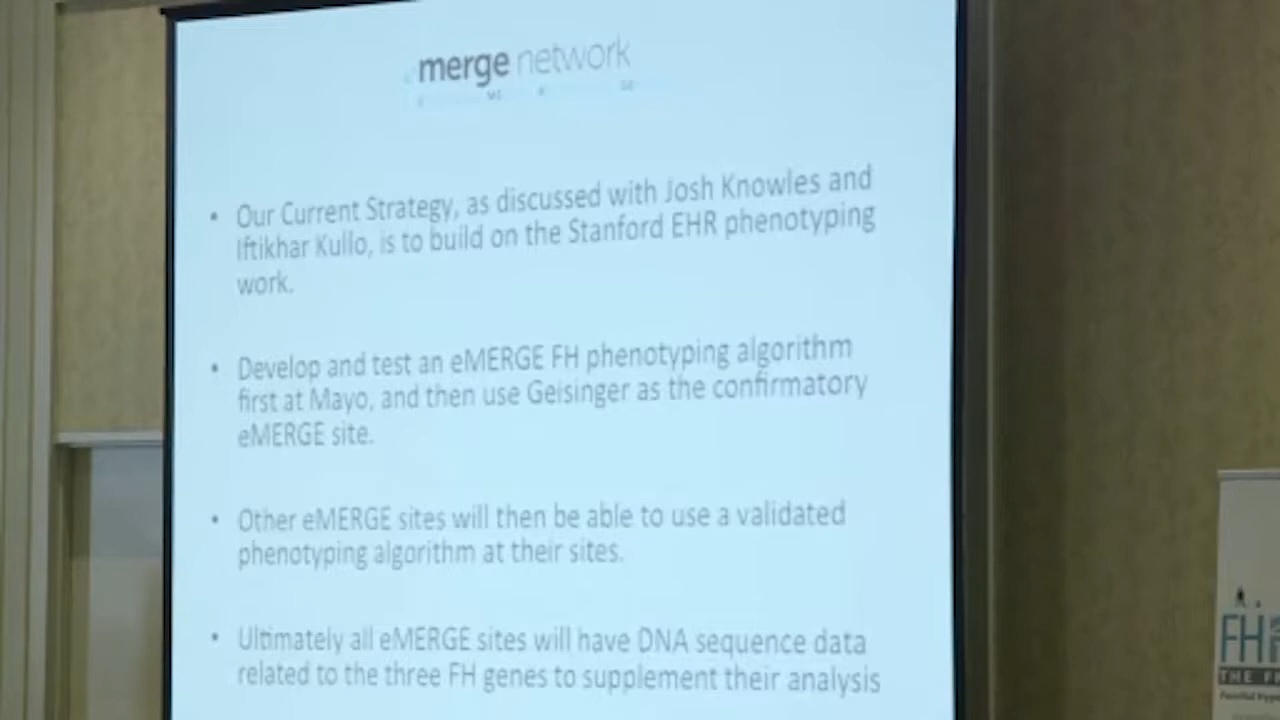 emerge network
• Our Current Strategy, as discussed with Josh Knowles and
Iftikhar Kullo, is to build on the Stanford EHR phenotyping
work.
• Develop and test an eMERGE FH phenotyping algorithm
first at Mayo, and then use Geisinger as the confirmatory
eMERGE site.
• Other eMERGE sites will then be able to use a validated
phenotyping algorithm at their sites.
• Ultimately all eMERGE sites will have DNA sequence data
related to the three FH genes to supplement their analysis
FH
THE